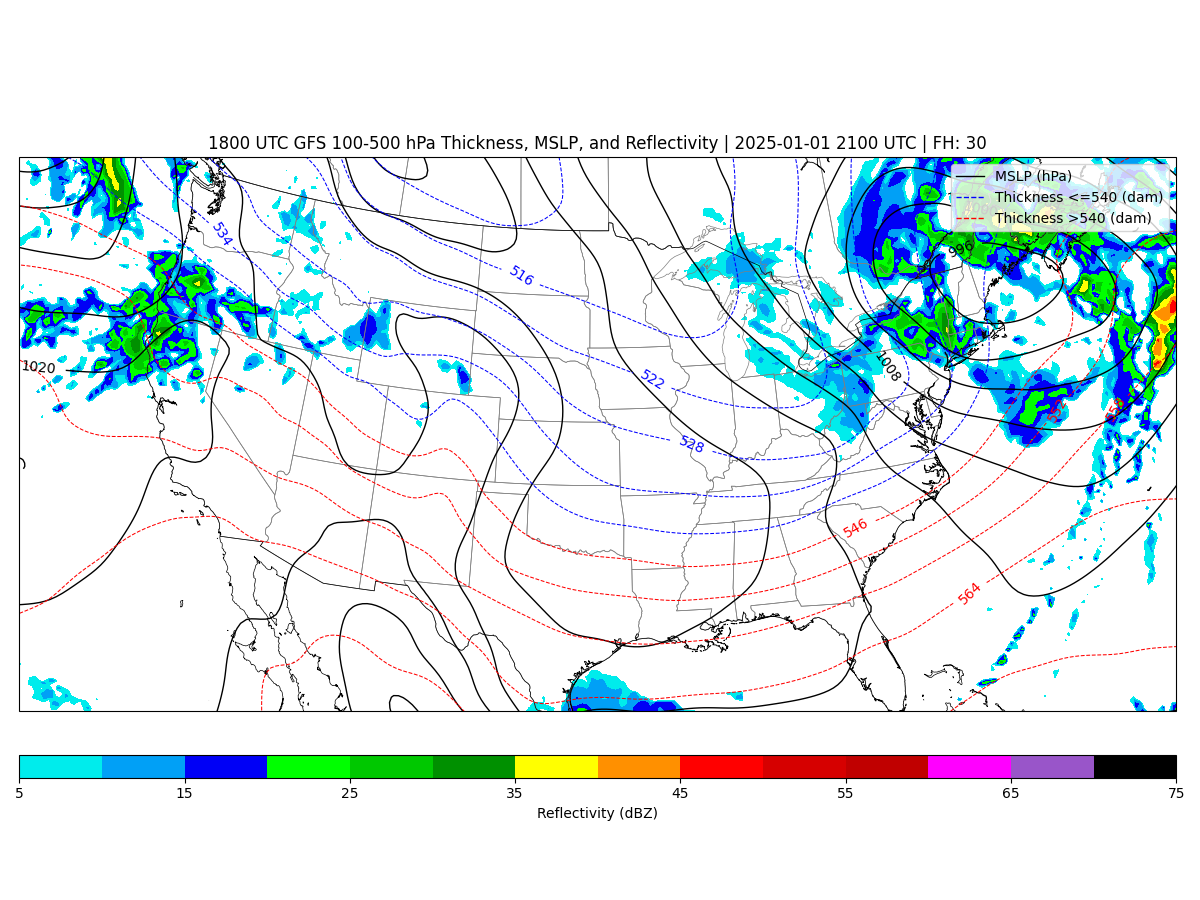 1800 UTC GFS 100-500 hPa Thickness, MSLP, and Reflectivity | 2025-01-01 2100 UTC | FH: 30
MSLP (hPa)
Thickness <=540 (dam)
Thickness >540 (dam)
534
996
516
1020
1008
522
528
546
564
5 15 25 35 45 55 65 75
Reflectivity (dBZ)